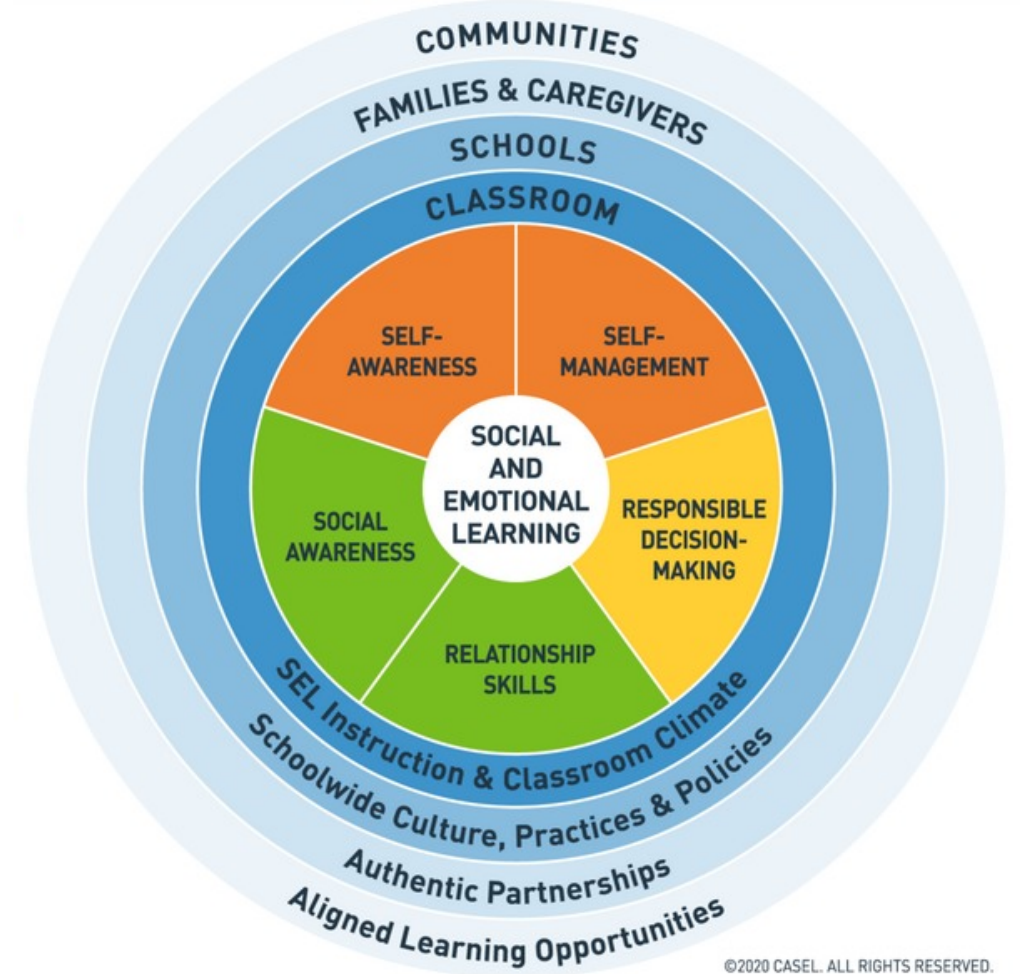 COMMUNITIES
FAMILIES & CAREGIVERS
SCHOOLS
CLASSROOM
SELF-
AWARENESS
SELF-
MANAGEMENT
SOCIAL
AND
EMOTIONAL
LEARNING
SOCIAL
AWARENESS
RESPONSIBLE
DECISION-
MAKING
RELATIONSHIP
SKILLS
SEL Instruction & Classroom Climate
Schoolwide Culture, Practices & Policies
Authentic Partnerships
Aligned Learning Opportunities
©2020 CASEL. ALL RIGHTS RESERVED.